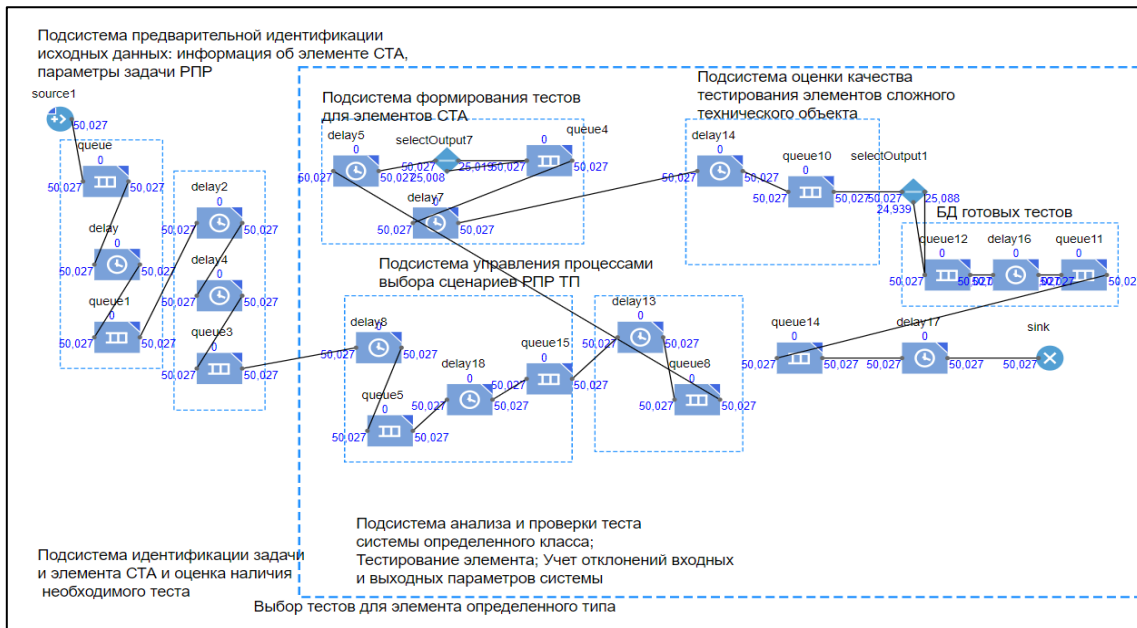 Подсистема предварительной идентификации
исходных данных: информация об элементе СТА,
параметры задачи РПР
source1
50,027
queue
0
50,027
50,027
delay
0
50,027
50,027
queue1
0
50,027
50,027
delay2
0
50,027
50,027
delay4
0
50,027
50,027
queue3
0
50,027
50,027
Подсистема формирования тестов
для элементов СТА
delay5
0
50,027
50,027
selectOutput7
50,027
25,019
25,008
queue4
0
50,027
50,027
delay7
0
50,027
50,027
Подсистема оценки качества
тестирования элементов сложного
технического объекта
delay14
0
50,027
50,027
queue10
0
50,027
50,027
selectOutput1
50,027
25,088
24,939
БД готовых тестов
queue12
0
50,027
delay16
0
queue11
0
50,027
Подсистема управления процессами
выбора сценариев РПР ТП
delay8
0
50,027
50,027
queue5
0
50,027
50,027
delay18
0
50,027
50,027
queue15
0
50,027
50,027
delay13
0
50,027
50,027
queue8
0
50,027
50,027
queue14
0
50,027
50,027
delay17
0
50,027
50,027
sink
50,027
Подсистема анализа и проверки теста
системы определенного класса;
Тестирование элемента; Учет отклонений входных
и выходных параметров системы
Подсистема идентификации задачи
и элемента СТА и оценка наличия
необходимого теста
Выбор тестов для элемента определенного типа